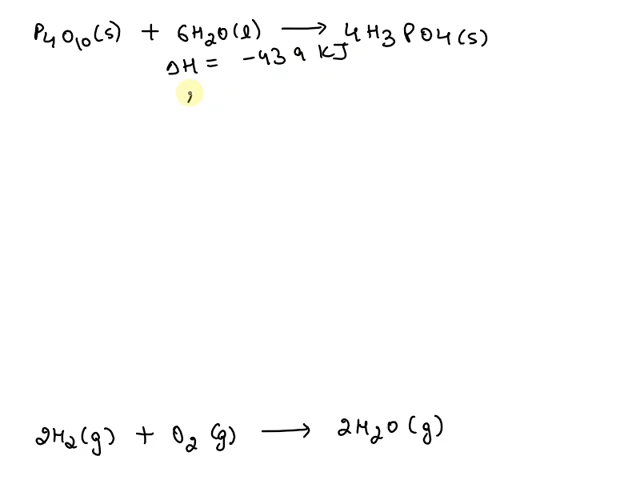 P4O10(s) + 6H2O(l) ⟶ 4H3PO4(s)
ΔH = -439 KJ
,
2H2(g) + O2(g) ⟶ 2H2O(g)